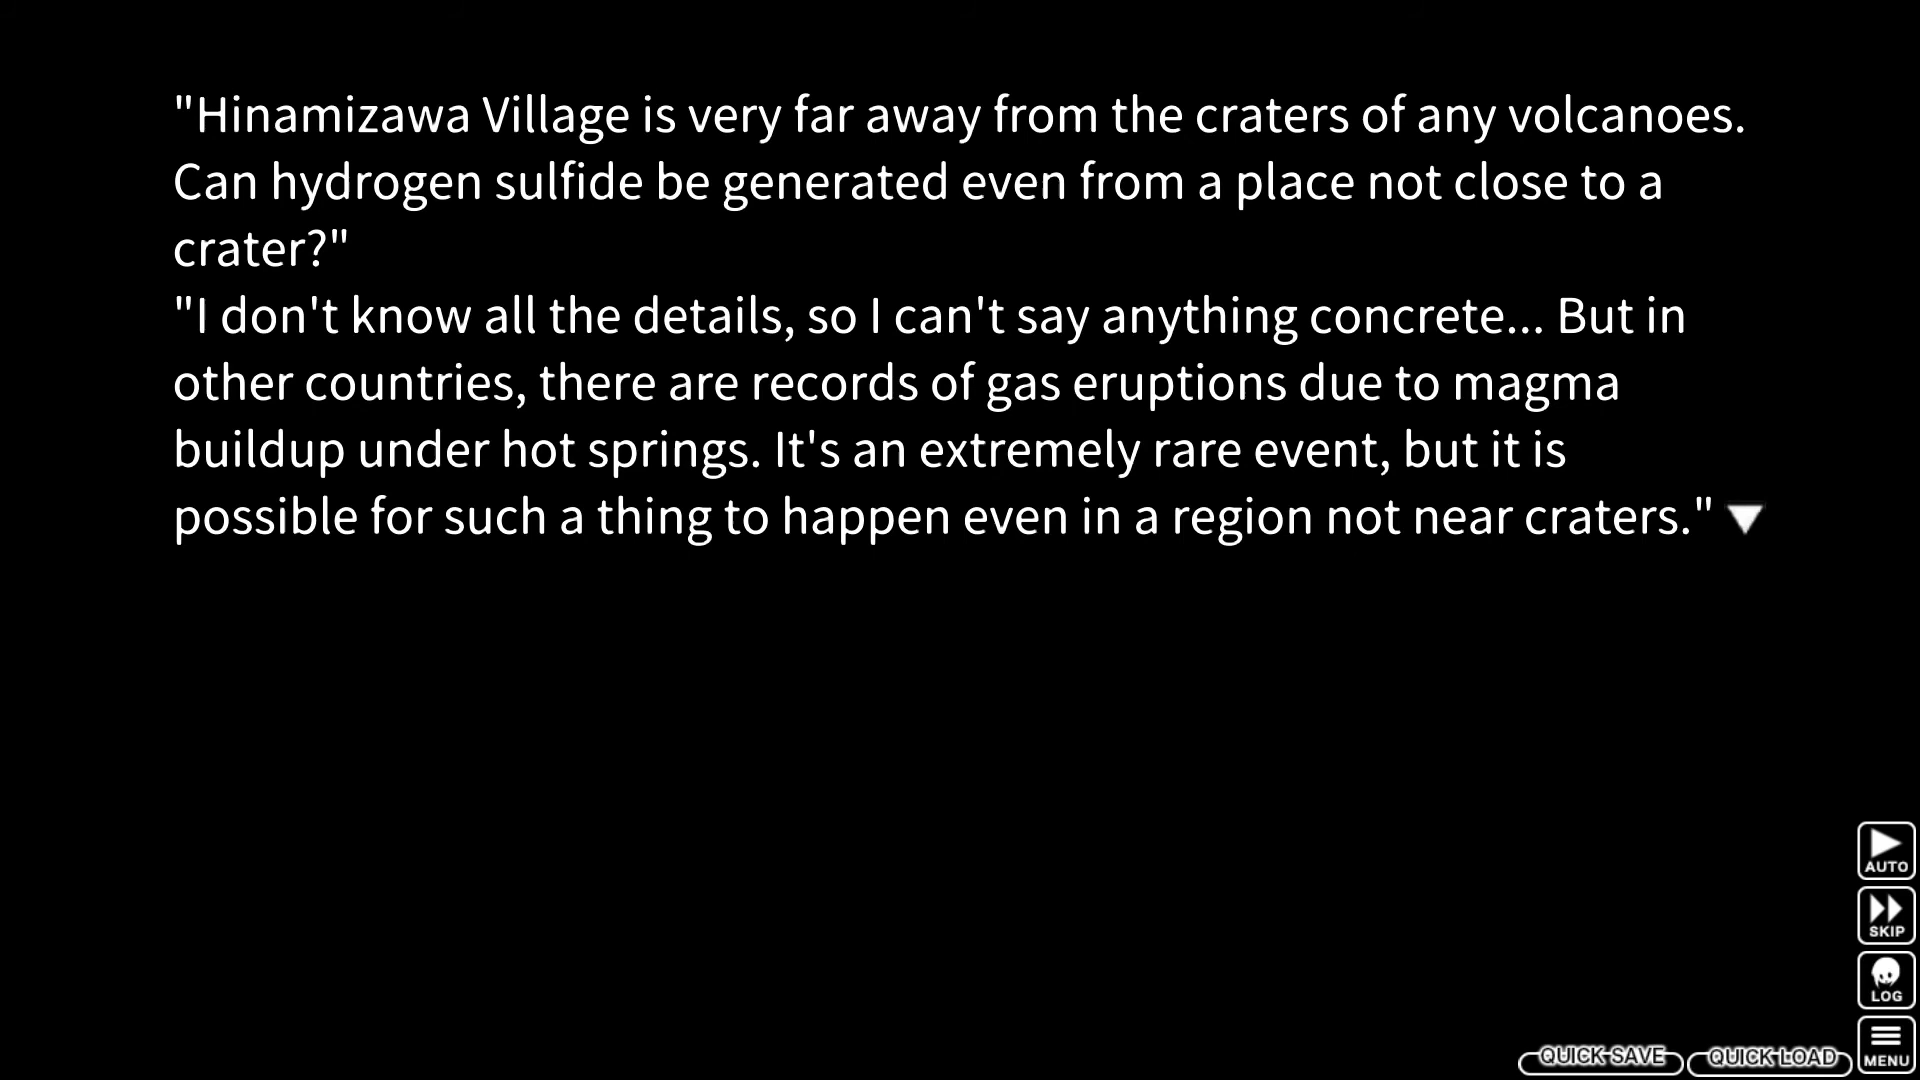 "Hinamizawa Village is very far away from the craters of any volcanoes.
Can hydrogen sulfide be generated even from a place not close to a
crater?"
"I don't know all the details, so I can't say anything concrete... But in
other countries, there are records of gas eruptions due to magma
buildup under hot springs. It's an extremely rare event, but it is
possible for such a thing to happen even in a region not near craters."
AUTO
SKIP
LOG
MENU
QUICK SAVE
QUICK LOAD